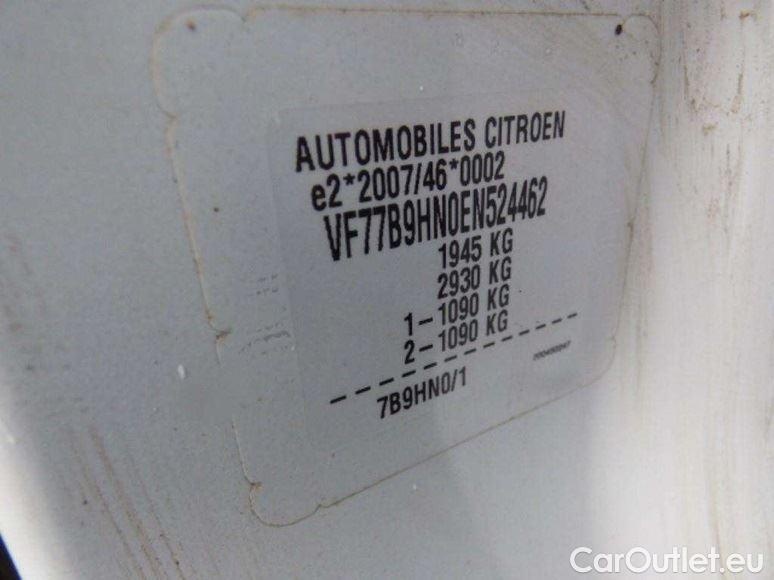 AUTOMOBILES CITROEN
e2*2007/46*0002
VF77B9HN0EN524462
1945 KG
2930 KG
1-1090 KG
2-1090 KG
7B9HN0/1
CarOutlet.eu